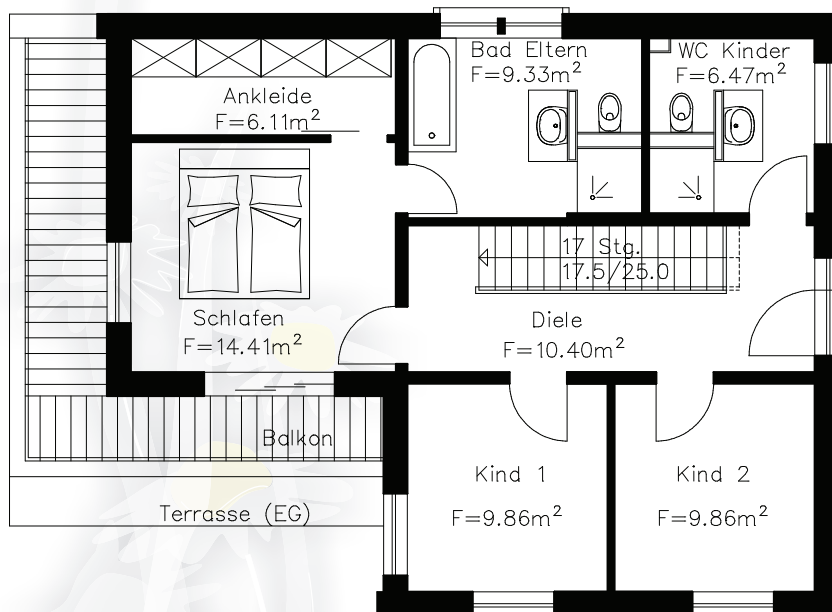 Bad Eltern
F=9.33m²
WC Kinder
F=6.47m²
Ankleide
F=6.11m²
17 Stg.
17.5/25.0
Schlafen
F=14.41m²
Diele
F=10.40m²
Balkon
Kind 1
F=9.86m²
Kind 2
F=9.86m²
Terrasse (EG)